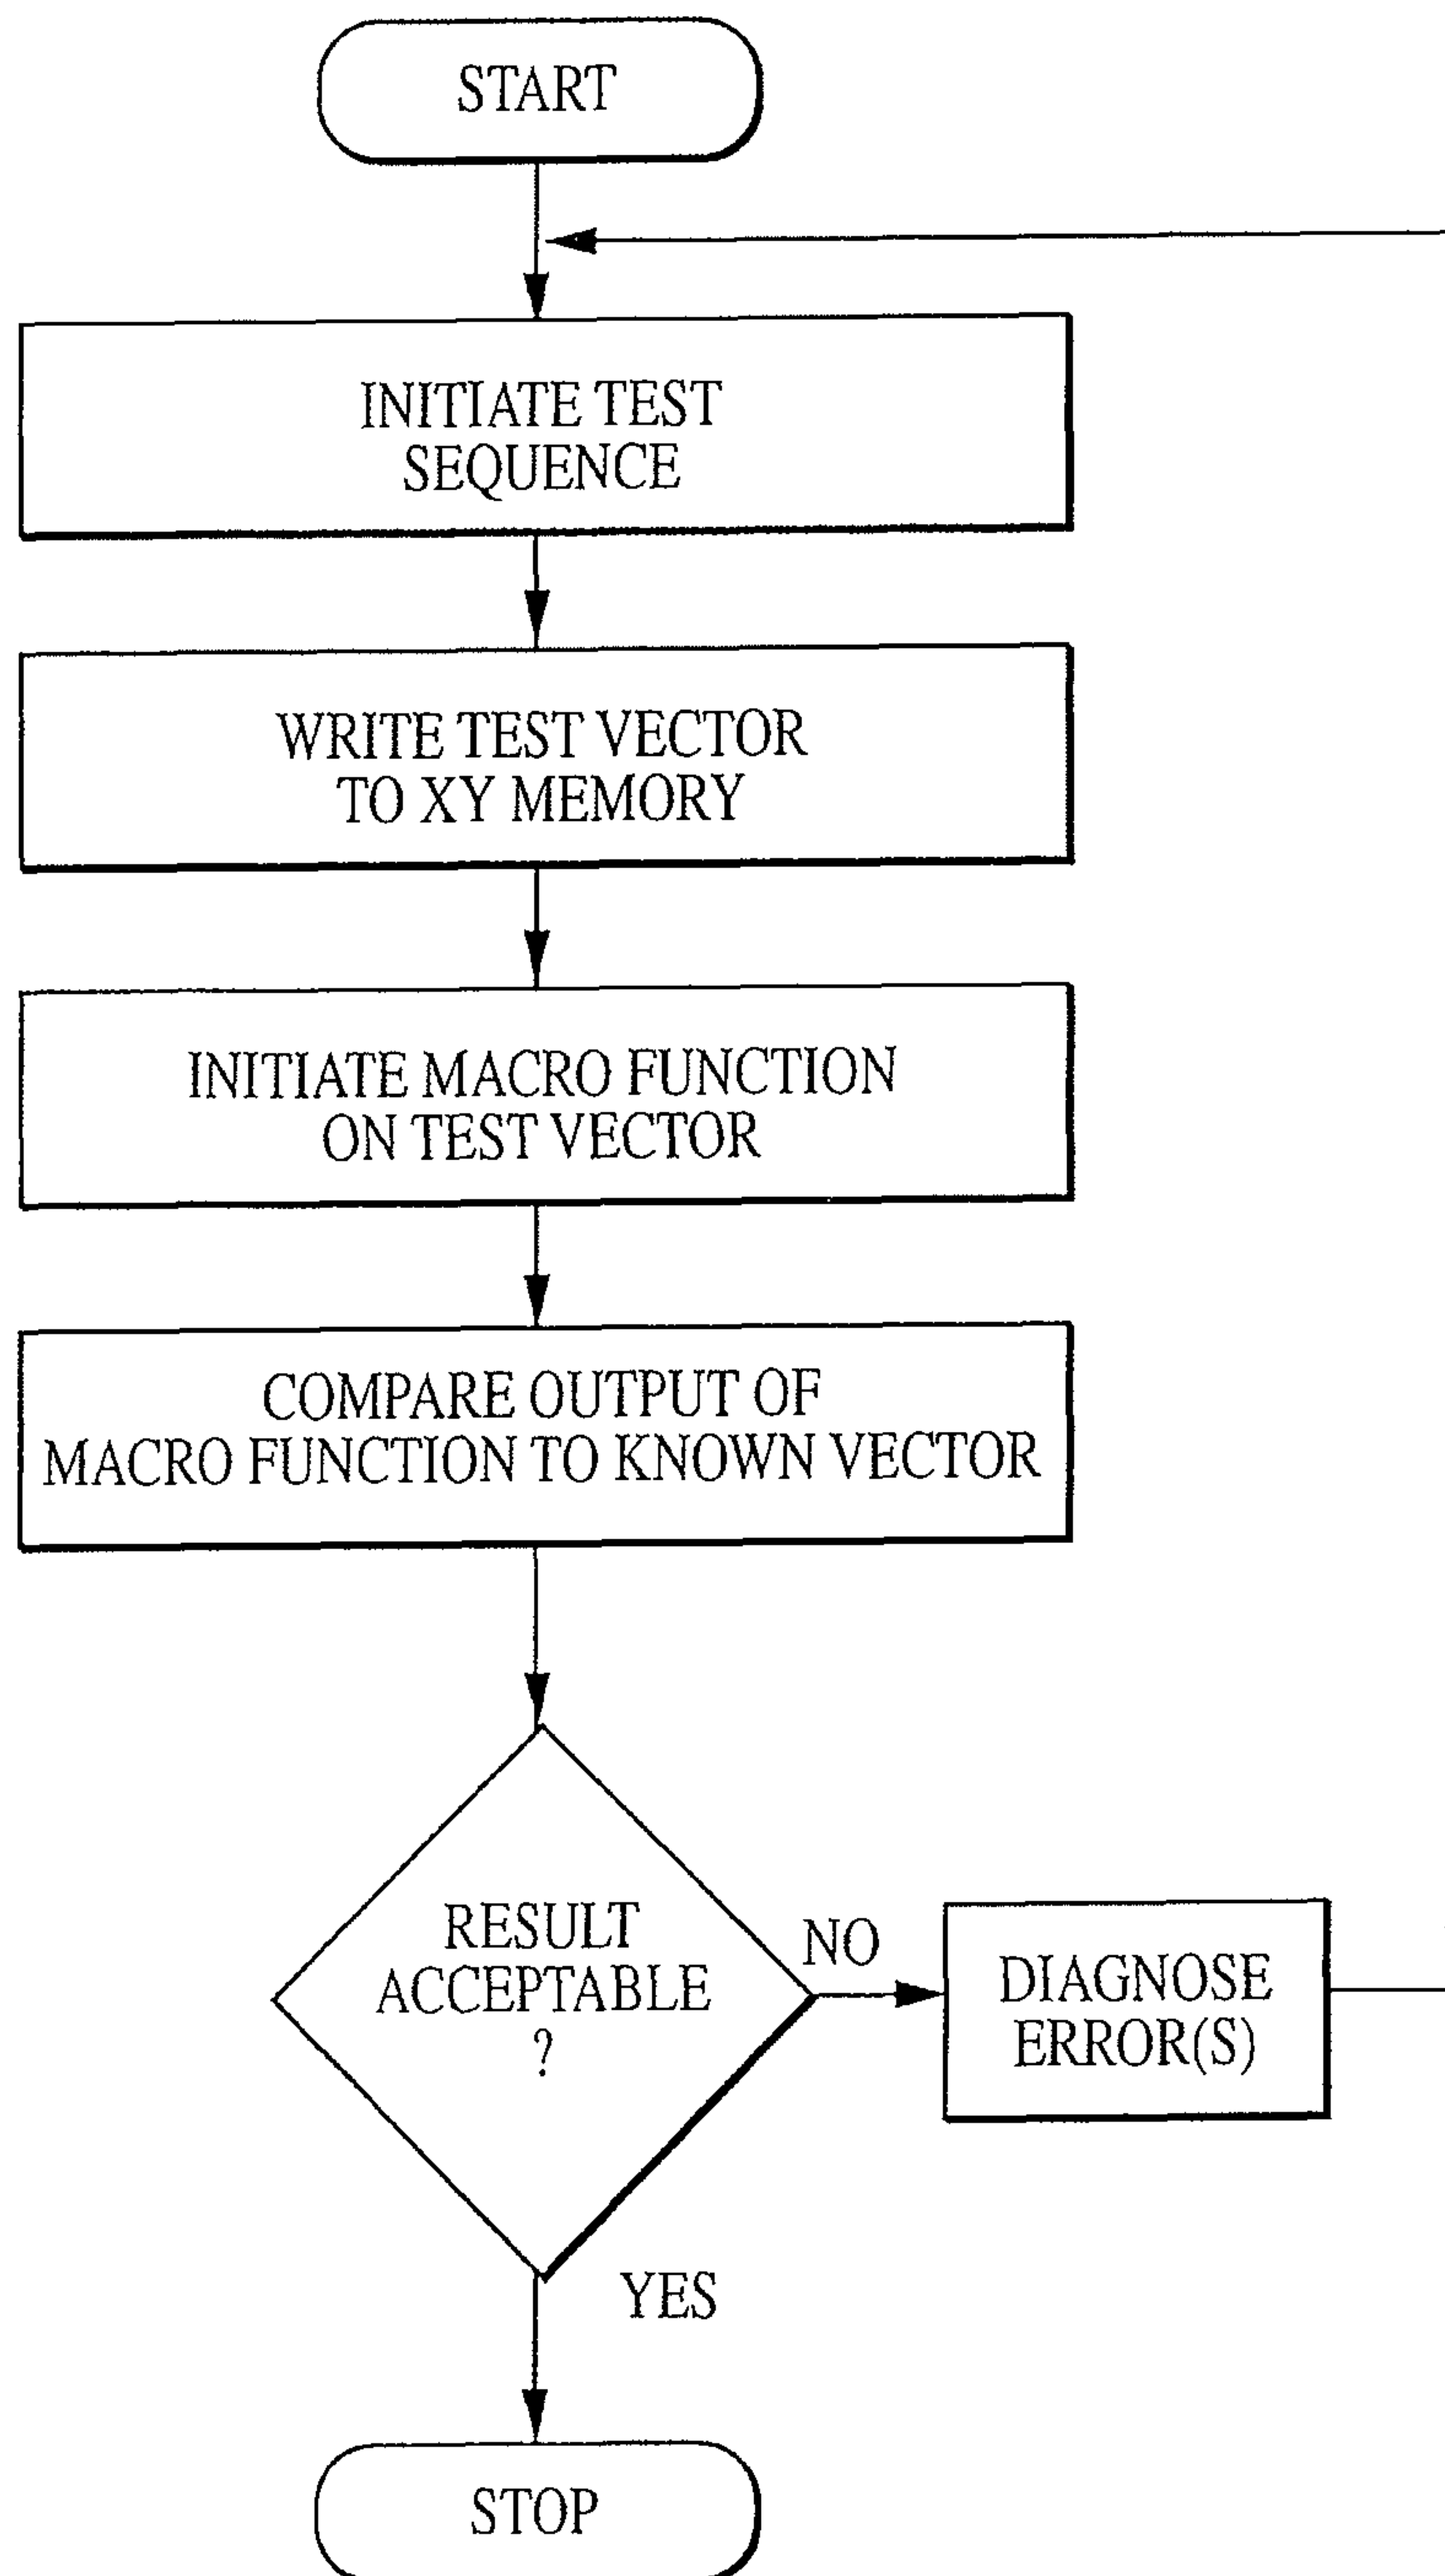 START
INITIATE TEST
SEQUENCE
WRITE TEST VECTOR
TO XY MEMORY
INITIATE MACRO FUNCTION
ON TEST VECTOR
COMPARE OUTPUT OF
MACRO FUNCTION TO KNOWN VECTOR
RESULT
ACCEPTABLE
?
NO
DIAGNOSE
ERROR(S)
YES
STOP